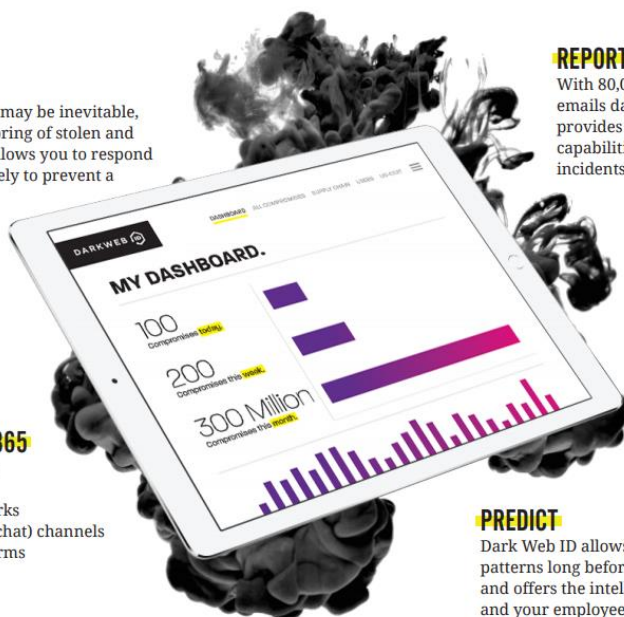 may be inevitable,
ring of stolen and
lows you to respond
ely to prevent a
REPORT
With 80,0
emails da
provides
capabiliti
incidents
DARKWEB ID
DASHBOARD ALL COMPROMISES SUPPLY CHAIN USERS LOGOUT
MY DASHBOARD.
100
Compromises today.
200
Compromises this week.
300 Million
Compromises this month.
365
rks
chat) channels
rms
PREDICT
Dark Web ID allows
patterns long befor
and offers the intel
and your employee